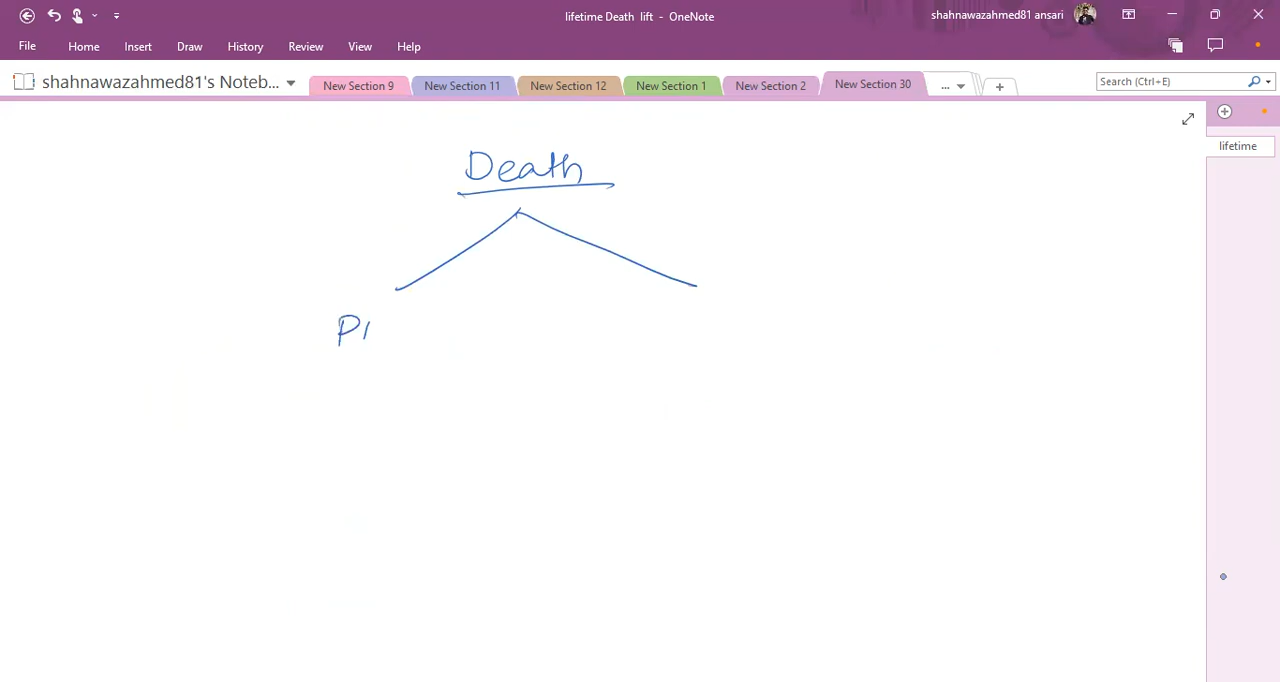 lifetime Death lift - OneNote
shahnawazahmed81 ansari
File Home Insert Draw History Review View Help
shahnawazahmed81's Noteb... New Section 9 New Section 11 New Section 12 New Section 1 New Section 2 New Section 30 ... + Search (Ctrl+E)
lifetime
Death